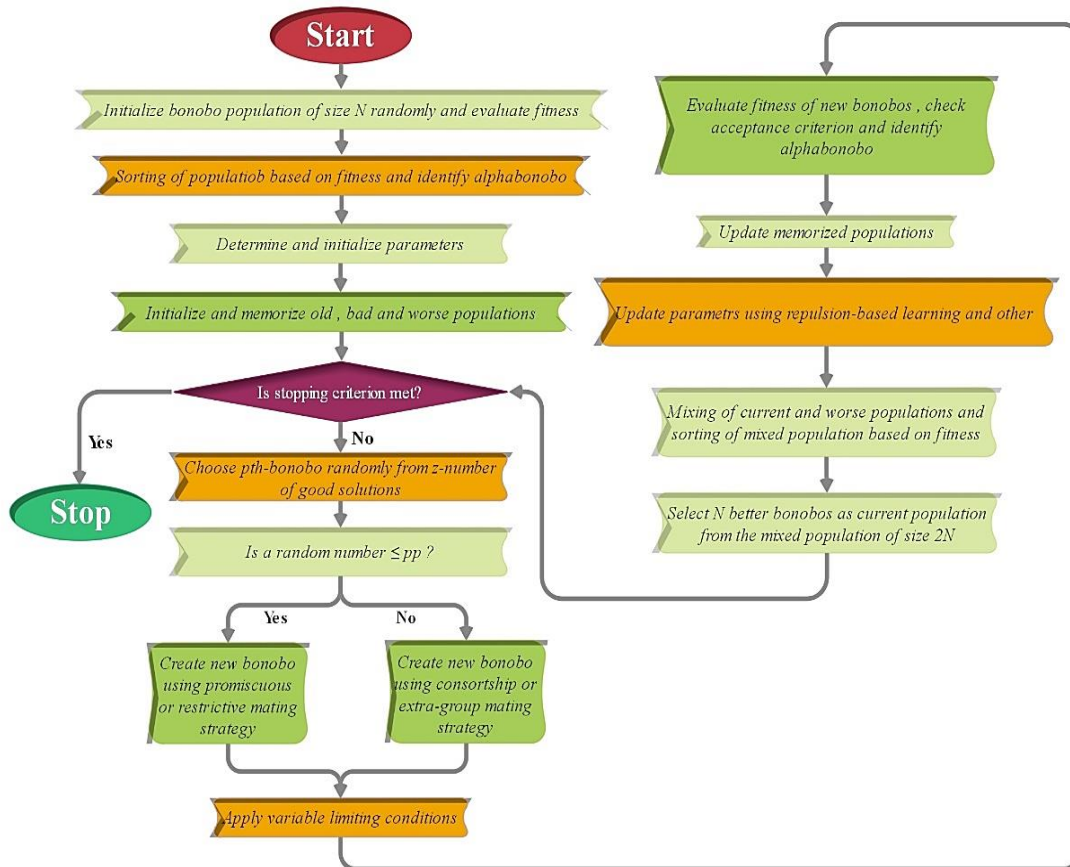 Start
Initialize bonobo population of size N randomly and evaluate fitness
Sorting of populatiob based on fitness and identify alphabonobo
Determine and initialize parameters
Initialize and memorize old , bad and worse populations
Is stopping criterion met?
Yes
No
Stop
Choose pth-bonobo randomly from z-number
of good solutions
Is a random number ≤ pp ?
Yes
No
Create new bonobo
using promiscuous
or restrictive mating
strategy
Create new bonobo
using consortship or
extra-group mating
strategy
Apply variable limiting conditions
Evaluate fitness of new bonobos , check
acceptance criterion and identify
alphabonobo
Update memorized populations
Update parametrs using repulsion-based learning and other
Mixing of current and worse populations and
sorting of mixed population based on fitness
Select N better bonobos as current population
from the mixed population of size 2N